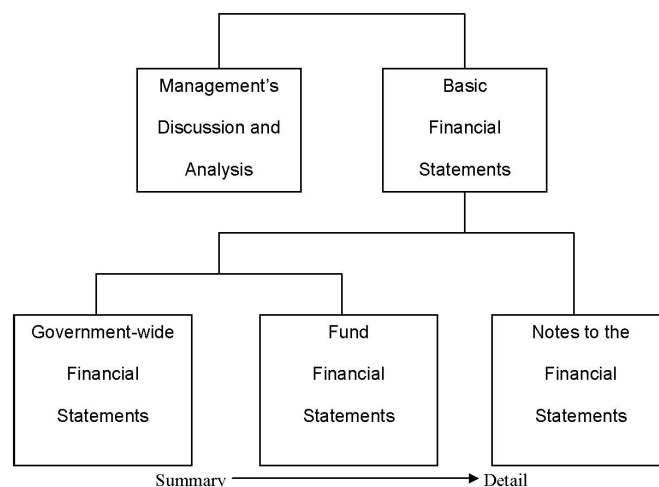 Management’s
Discussion and
Analysis
Basic
Financial
Statements
Government-wide
Financial
Statements
Fund
Financial
Statements
Notes to the
Financial
Statements
Summary
Detail